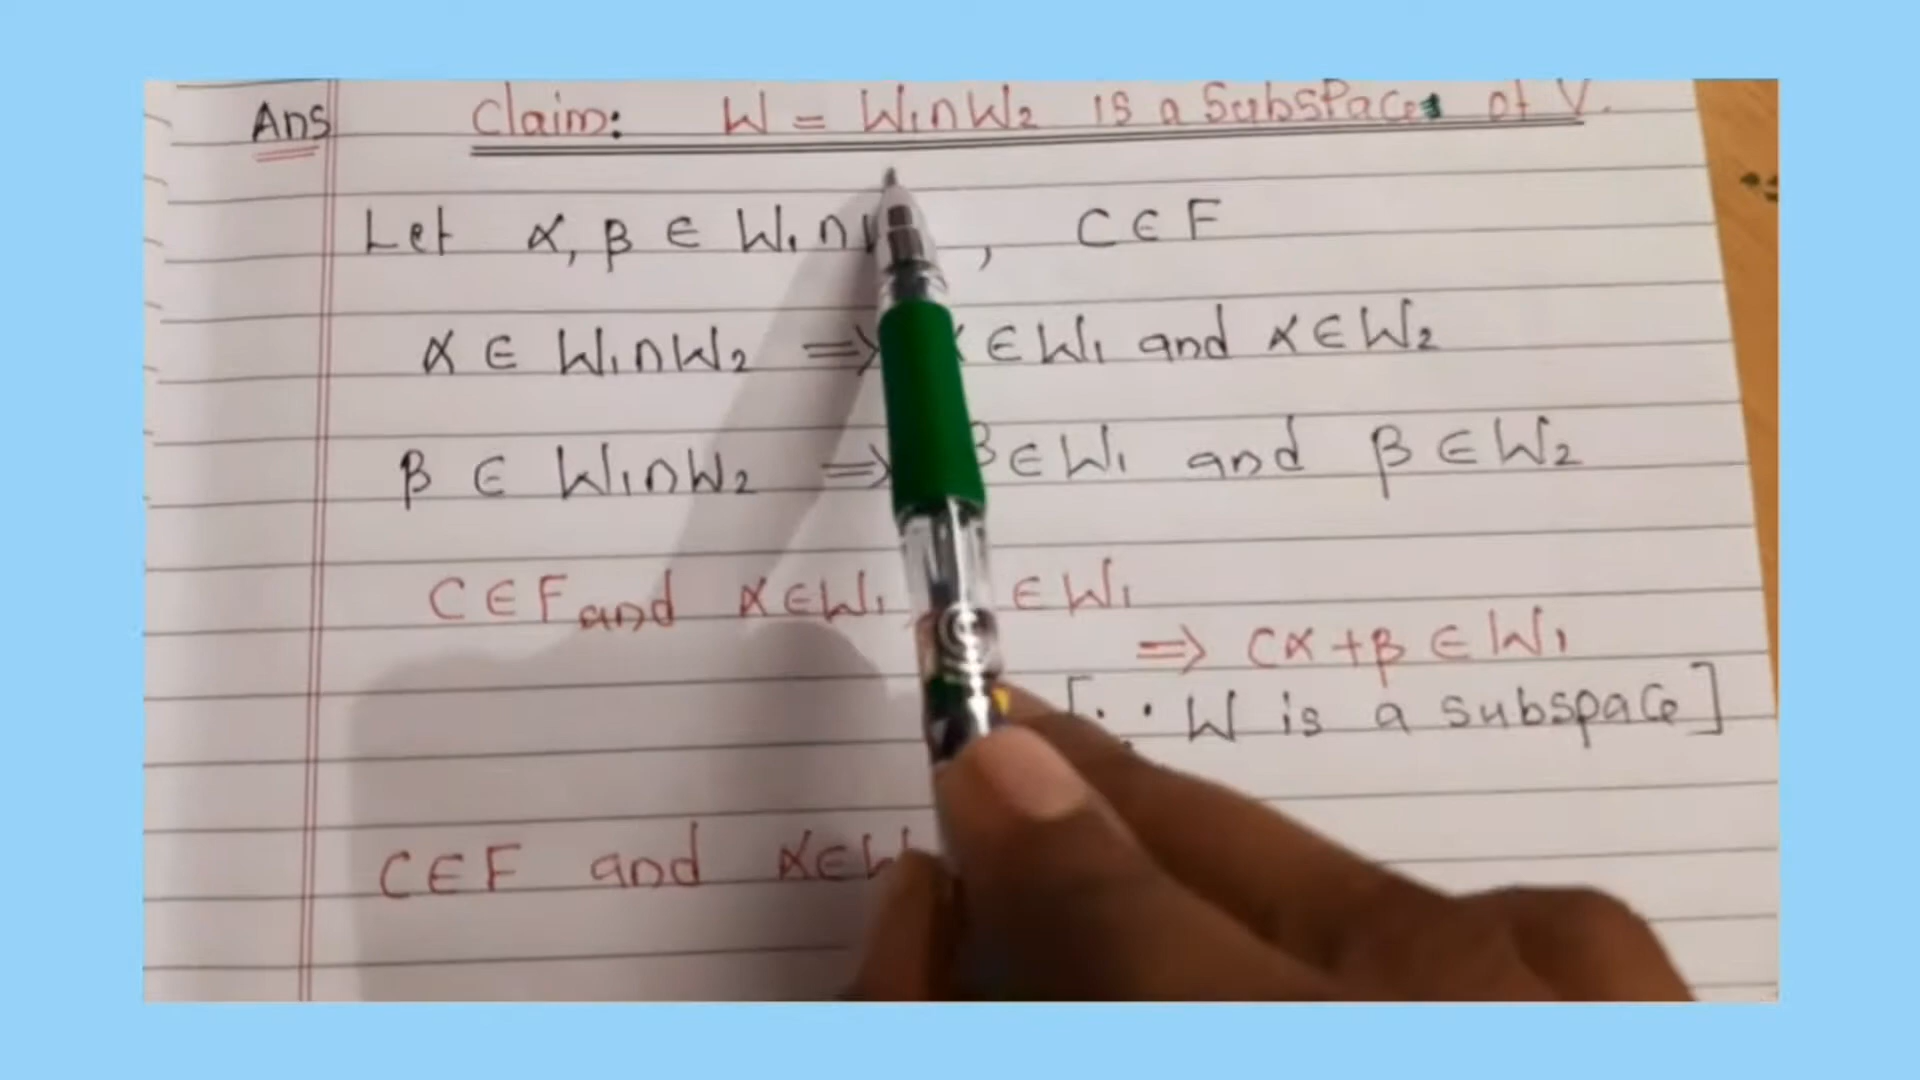 Ans Claim: W = W₁∩W₂ is a Subspace of V.
Let α, β ∈ W₁∩ , C∈F
α ∈ W₁∩W₂ => ∈W₁ and α∈W₂
β ∈ W₁∩W₂ => β∈W₁ and β∈W₂
C∈F and α∈W₁, ∈W₁
=> Cα+β ∈ W₁
[∵ W is a subspace]
C∈F and α∈